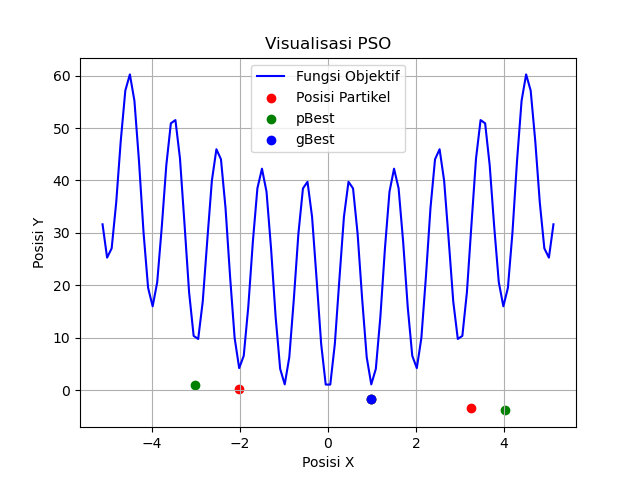 Visualisasi PSO
Fungsi Objektif
Posisi Partikel
pBest
gBest
Posisi Y
60
50
40
30
20
10
0
−4
−2
0
2
4
Posisi X